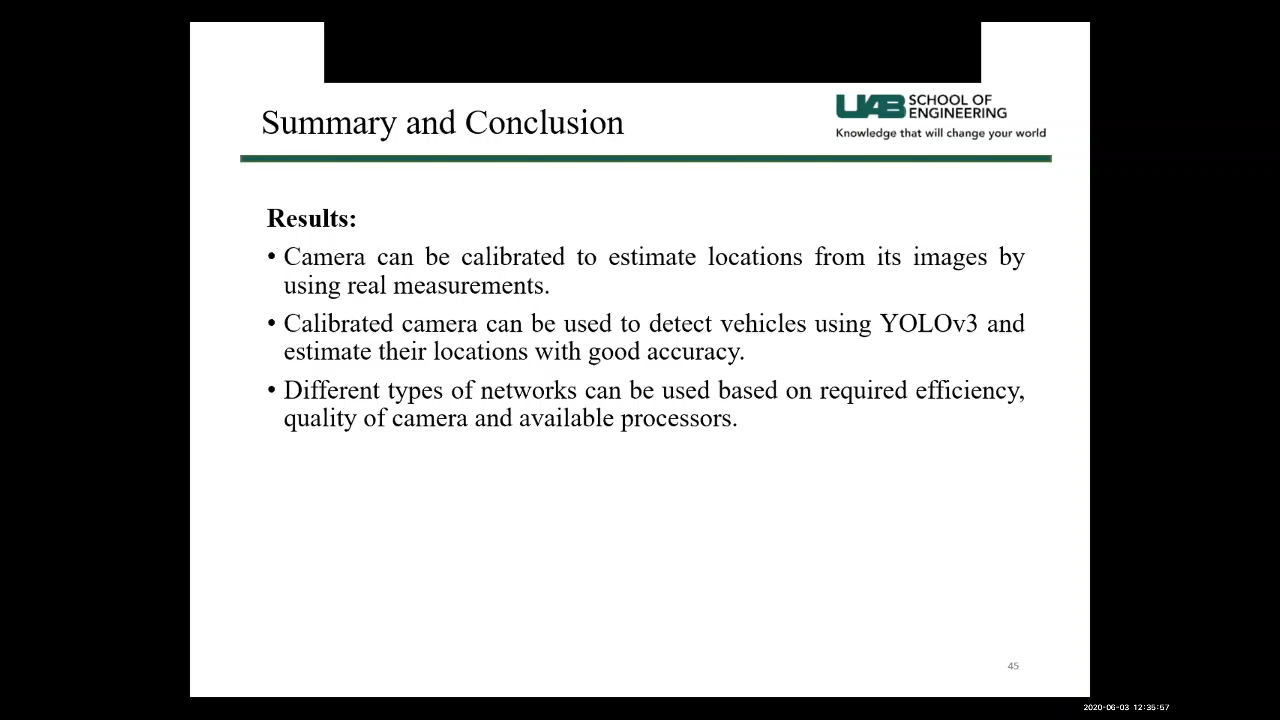 Summary and Conclusion
UAB SCHOOL OF
ENGINEERING
Knowledge that will change your world
Results:
• Camera can be calibrated to estimate locations from its images by
using real measurements.
• Calibrated camera can be used to detect vehicles using YOLOv3 and
estimate their locations with good accuracy.
• Different types of networks can be used based on required efficiency,
quality of camera and available processors.
45
2020-06-03 12:35:57